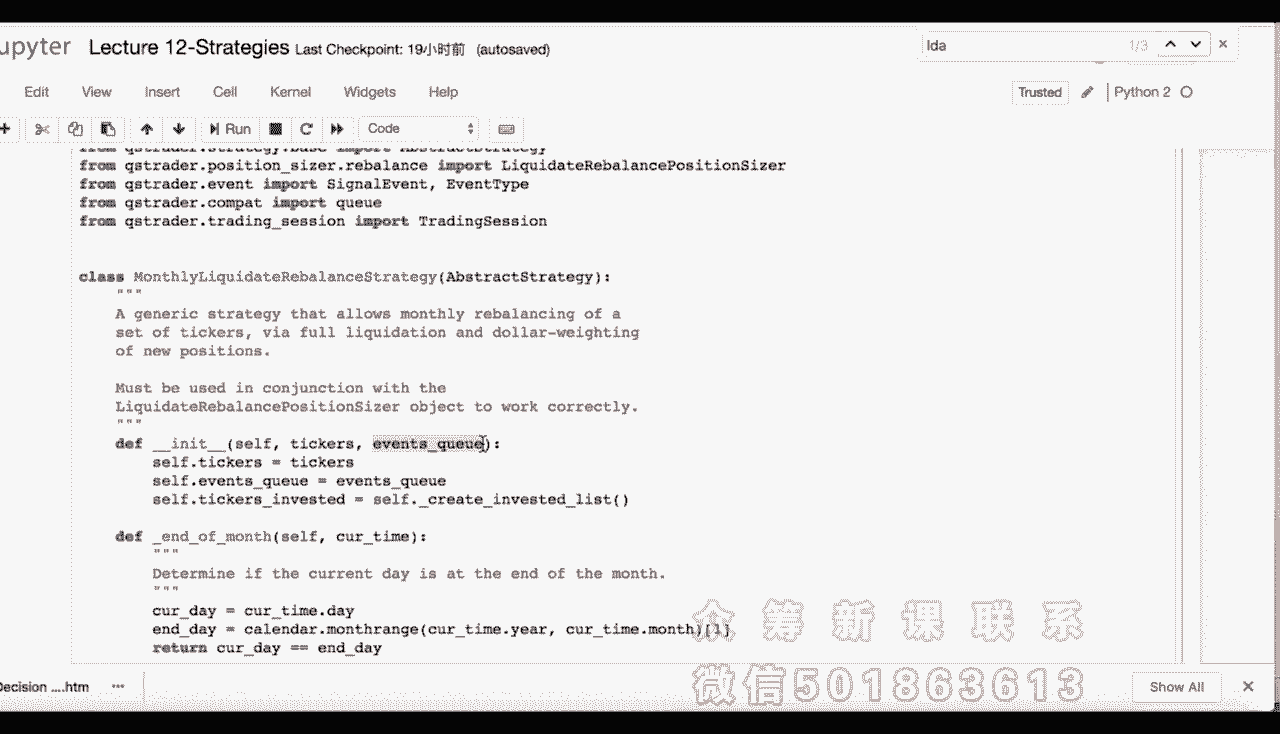 upyter Lecture 12-Strategies Last Checkpoint: 19小时前 (autosaved)
lda 1/3
Edit View Insert Cell Kernel Widgets Help
Trusted Python 2
Run Code
from qstrader.strategy.base import AbstractStrategy
from qstrader.position_sizer.rebalance import LiquidateRebalancePositionSizer
from qstrader.event import SignalEvent, EventType
from qstrader.compat import queue
from qstrader.trading_session import TradingSession
class MonthlyLiquidateRebalanceStrategy(AbstractStrategy):
"""
A generic strategy that allows monthly rebalancing of a
set of tickers, via full liquidation and dollar-weighting
of new positions.
Must be used in conjunction with the
LiquidateRebalancePositionSizer object to work correctly.
"""
def __init__(self, tickers, events_queue):
self.tickers = tickers
self.events_queue = events_queue
self.tickers_invested = self._create_invested_list()
def _end_of_month(self, cur_time):
"""
Determine if the current day is at the end of the month.
"""
cur_day = cur_time.day
end_day = calendar.monthrange(cur_time.year, cur_time.month)[1]
return cur_day == end_day
众筹新课联系
微信501863613
Decision ....htm
Show All